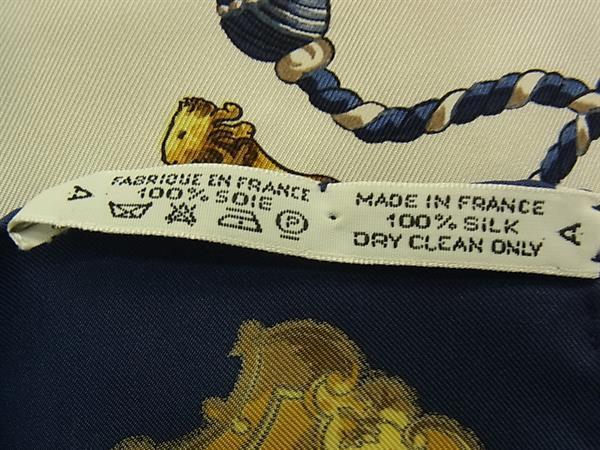 A
FABRIQUE EN FRANCE
100% SOIE
P
MADE IN FRANCE
100% SILK
DRY CLEAN ONLY
A